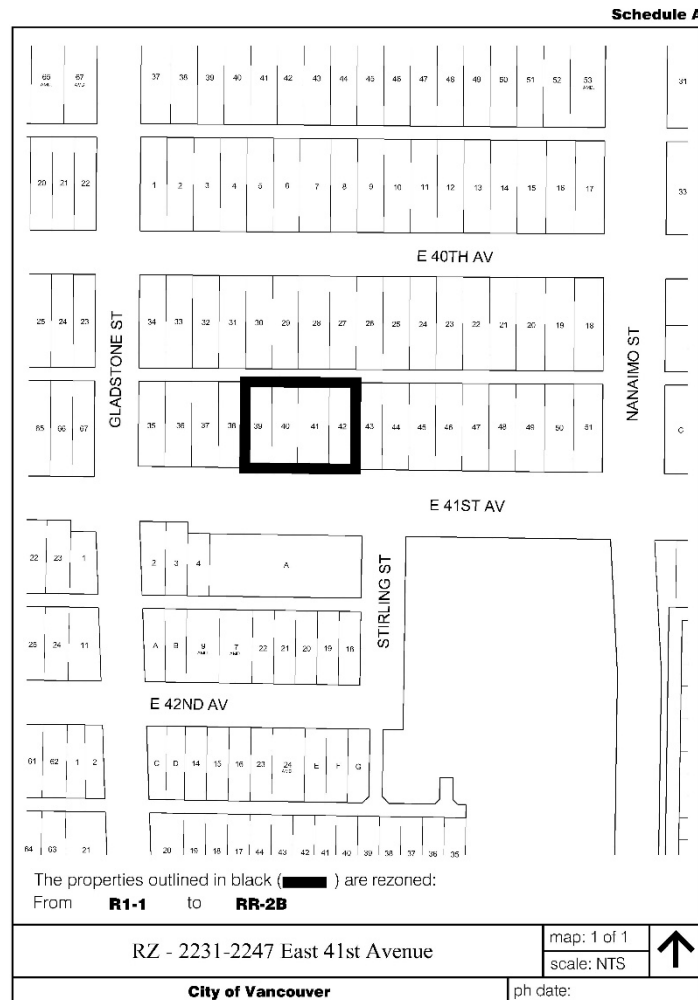 Schedule A
66 67 37 38 39 40 41 42 43 44 45 46 47 48 49 50 51 52 53 31
AMD. AMD. AMD.
20 21 22 1 2 3 4 5 6 7 8 9 10 11 12 13 14 15 16 17 33
E 40TH AV
25 24 23 34 33 32 31 30 29 28 27 26 25 24 23 22 21 20 19 18
GLADSTONE ST
NANAIMO ST
65 66 67 35 36 37 38 39 40 41 42 43 44 45 46 47 48 49 50 51 C
E 41ST AV
22 23 1 2 3 4 A
STIRLING ST
25 24 11 A B 9 7 22 21 20 19 18
AMD. AMD.
E 42ND AV
61 62 1 2 C D 14 15 16 23 24 E F G
AMD.
64 63 21 20 19 18 17 44 43 42 41 40 39 38 37 36 35
The properties outlined in black ( ) are rezoned:
From R1-1 to RR-2B
RZ - 2231-2247 East 41st Avenue
map: 1 of 1
scale: NTS
City of Vancouver
ph date: